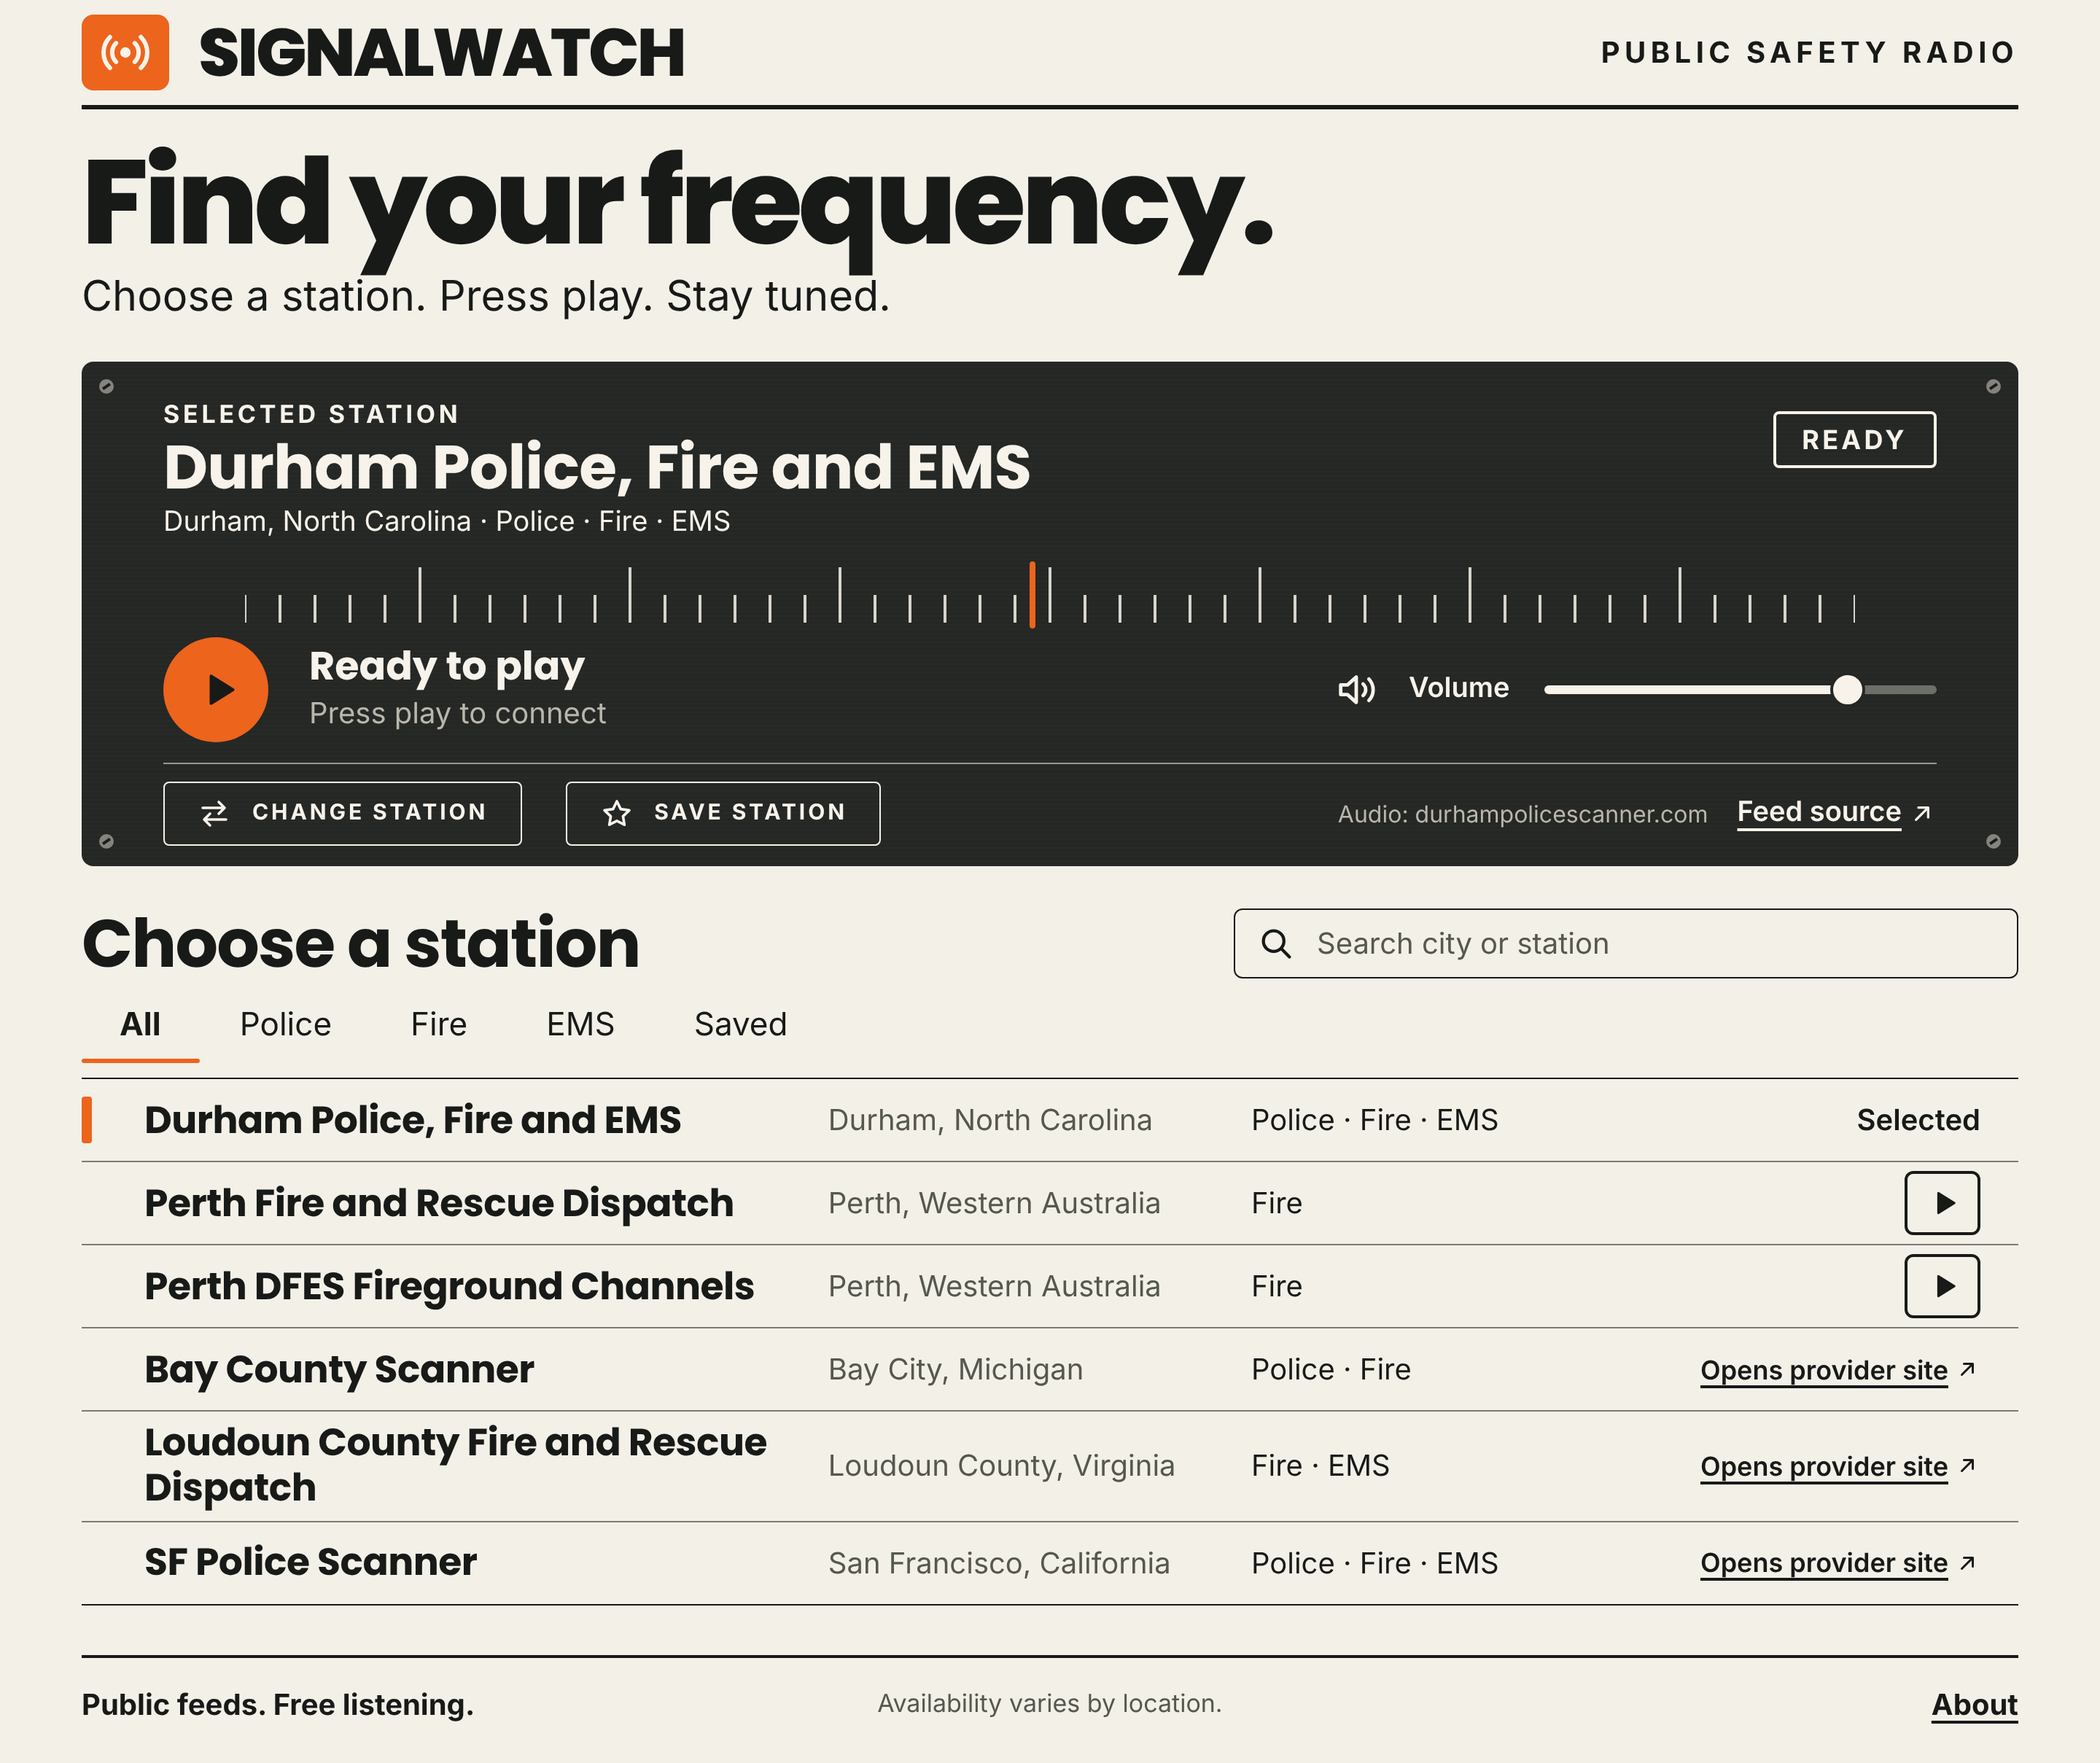 SIGNALWATCH
PUBLIC SAFETY RADIO
Find your frequency.
Choose a station. Press play. Stay tuned.
SELECTED STATION
READY
Durham Police, Fire and EMS
Durham, North Carolina · Police · Fire · EMS
Ready to play
Press play to connect
Volume
CHANGE STATION
SAVE STATION
Audio: durhampolicescanner.com
Feed source
Choose a station
Search city or station
All
Police
Fire
EMS
Saved
Durham Police, Fire and EMS
Durham, North Carolina
Police · Fire · EMS
Selected
Perth Fire and Rescue Dispatch
Perth, Western Australia
Fire
Perth DFES Fireground Channels
Perth, Western Australia
Fire
Bay County Scanner
Bay City, Michigan
Police · Fire
Opens provider site
Loudoun County Fire and Rescue
Dispatch
Loudoun County, Virginia
Fire · EMS
Opens provider site
SF Police Scanner
San Francisco, California
Police · Fire · EMS
Opens provider site
Public feeds. Free listening.
Availability varies by location.
About